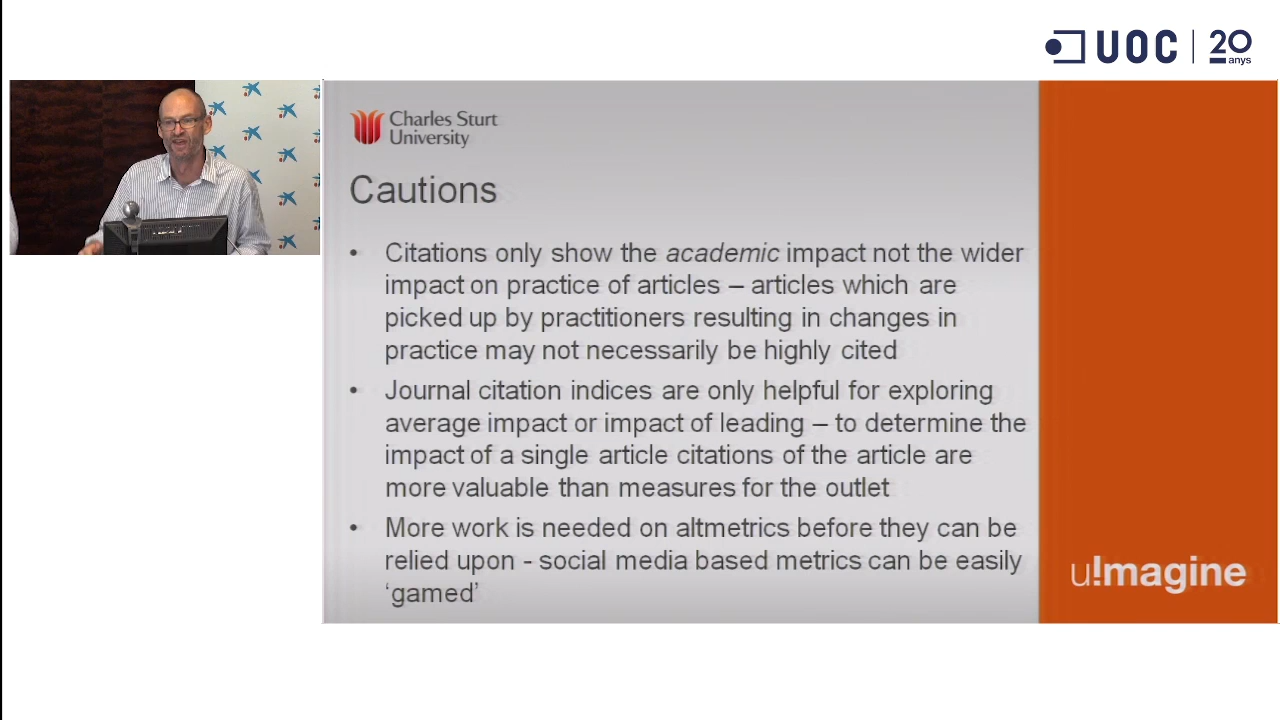 UOC
20
anys
Charles Sturt
University
Cautions
• Citations only show the academic impact not the wider
impact on practice of articles – articles which are
picked up by practitioners resulting in changes in
practice may not necessarily be highly cited
• Journal citation indices are only helpful for exploring
average impact or impact of leading – to determine the
impact of a single article citations of the article are
more valuable than measures for the outlet
• More work is needed on altmetrics before they can be
relied upon - social media based metrics can be easily
‘gamed’
u!magine